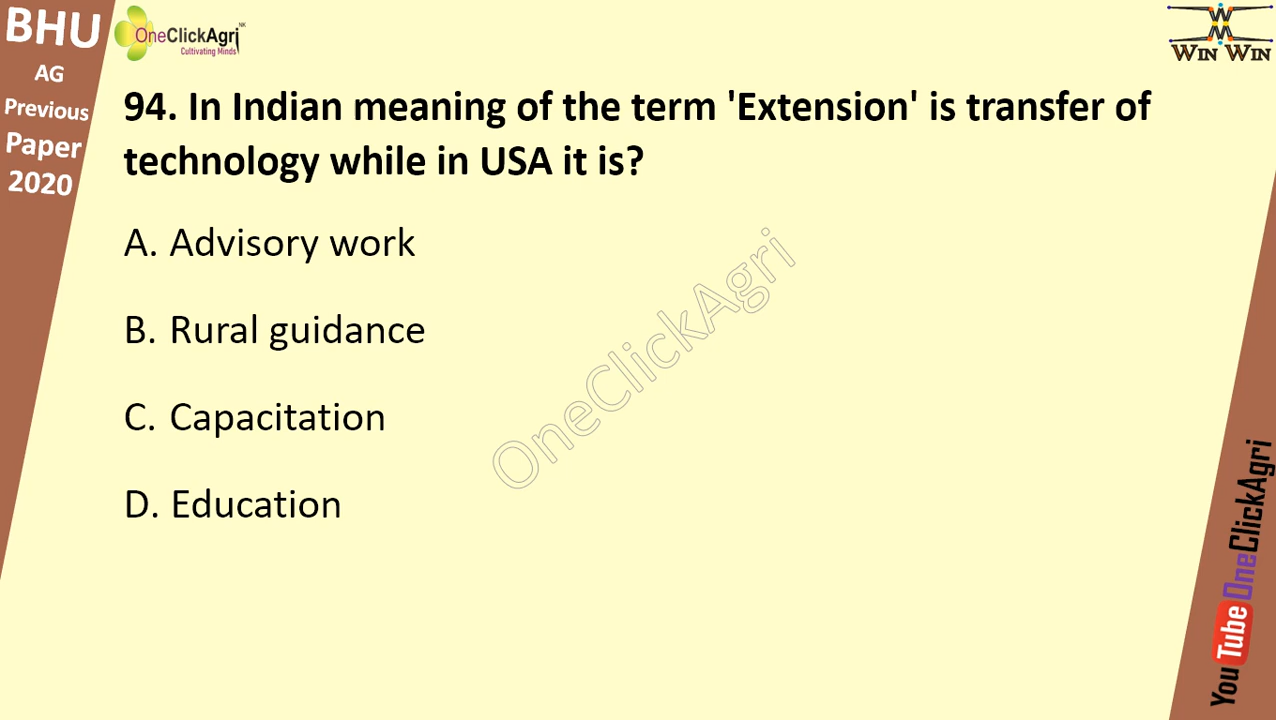 BHU
AG
Previous
Paper
2020
OneClickAgri NK
Cultivating Minds
WIN WIN
94. In Indian meaning of the term 'Extension' is transfer of
technology while in USA it is?
A. Advisory work
B. Rural guidance
C. Capacitation
D. Education
OneClickAgri
YouTube OneClickAgri